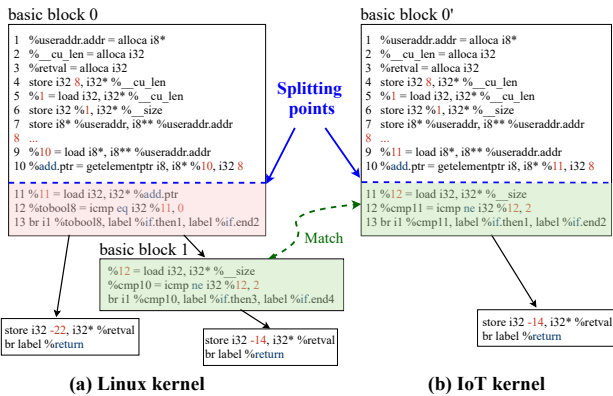 basic block 0
1 %useraddr.addr = alloca i8*
2 %__cu_len = alloca i32
3 %retval = alloca i32
4 store i32 8, i32* %__cu_len
5 %1 = load i32, i32* %__cu_len
6 store i32 %1, i32* %__size
7 store i8* %useraddr, i8** %useraddr.addr
8 ...
9 %10 = load i8*, i8** %useraddr.addr
10 %add.ptr = getelementptr i8, i8* %10, i32 8
11 %11 = load i32, i32* %add.ptr
12 %tobool8 = icmp eq i32 %11, 0
13 br i1 %tobool8, label %if.then1, label %if.end2
basic block 1
%12 = load i32, i32* %__size
%cmp10 = icmp ne i32 %12, 2
br i1 %cmp10, label %if.then3, label %if.end4
store i32 -22, i32* %retval
br label %return
store i32 -14, i32* %retval
br label %return
(a) Linux kernel
Splitting
points
Match
basic block 0'
1 %useraddr.addr = alloca i8*
2 %__cu_len = alloca i32
3 %retval = alloca i32
4 store i32 8, i32* %__cu_len
5 %1 = load i32, i32* %__cu_len
6 store i32 %1, i32* %__size
7 store i8* %useraddr, i8** %useraddr.addr
8 ...
9 %11 = load i8*, i8** %useraddr.addr
10 %add.ptr = getelementptr i8, i8* %11, i32 8
11 %12 = load i32, i32* %__size
12 %cmp11 = icmp ne i32 %12, 2
13 br i1 %cmp11, label %if.then1, label %if.end2
store i32 -14, i32* %retval
br label %return
(b) IoT kernel